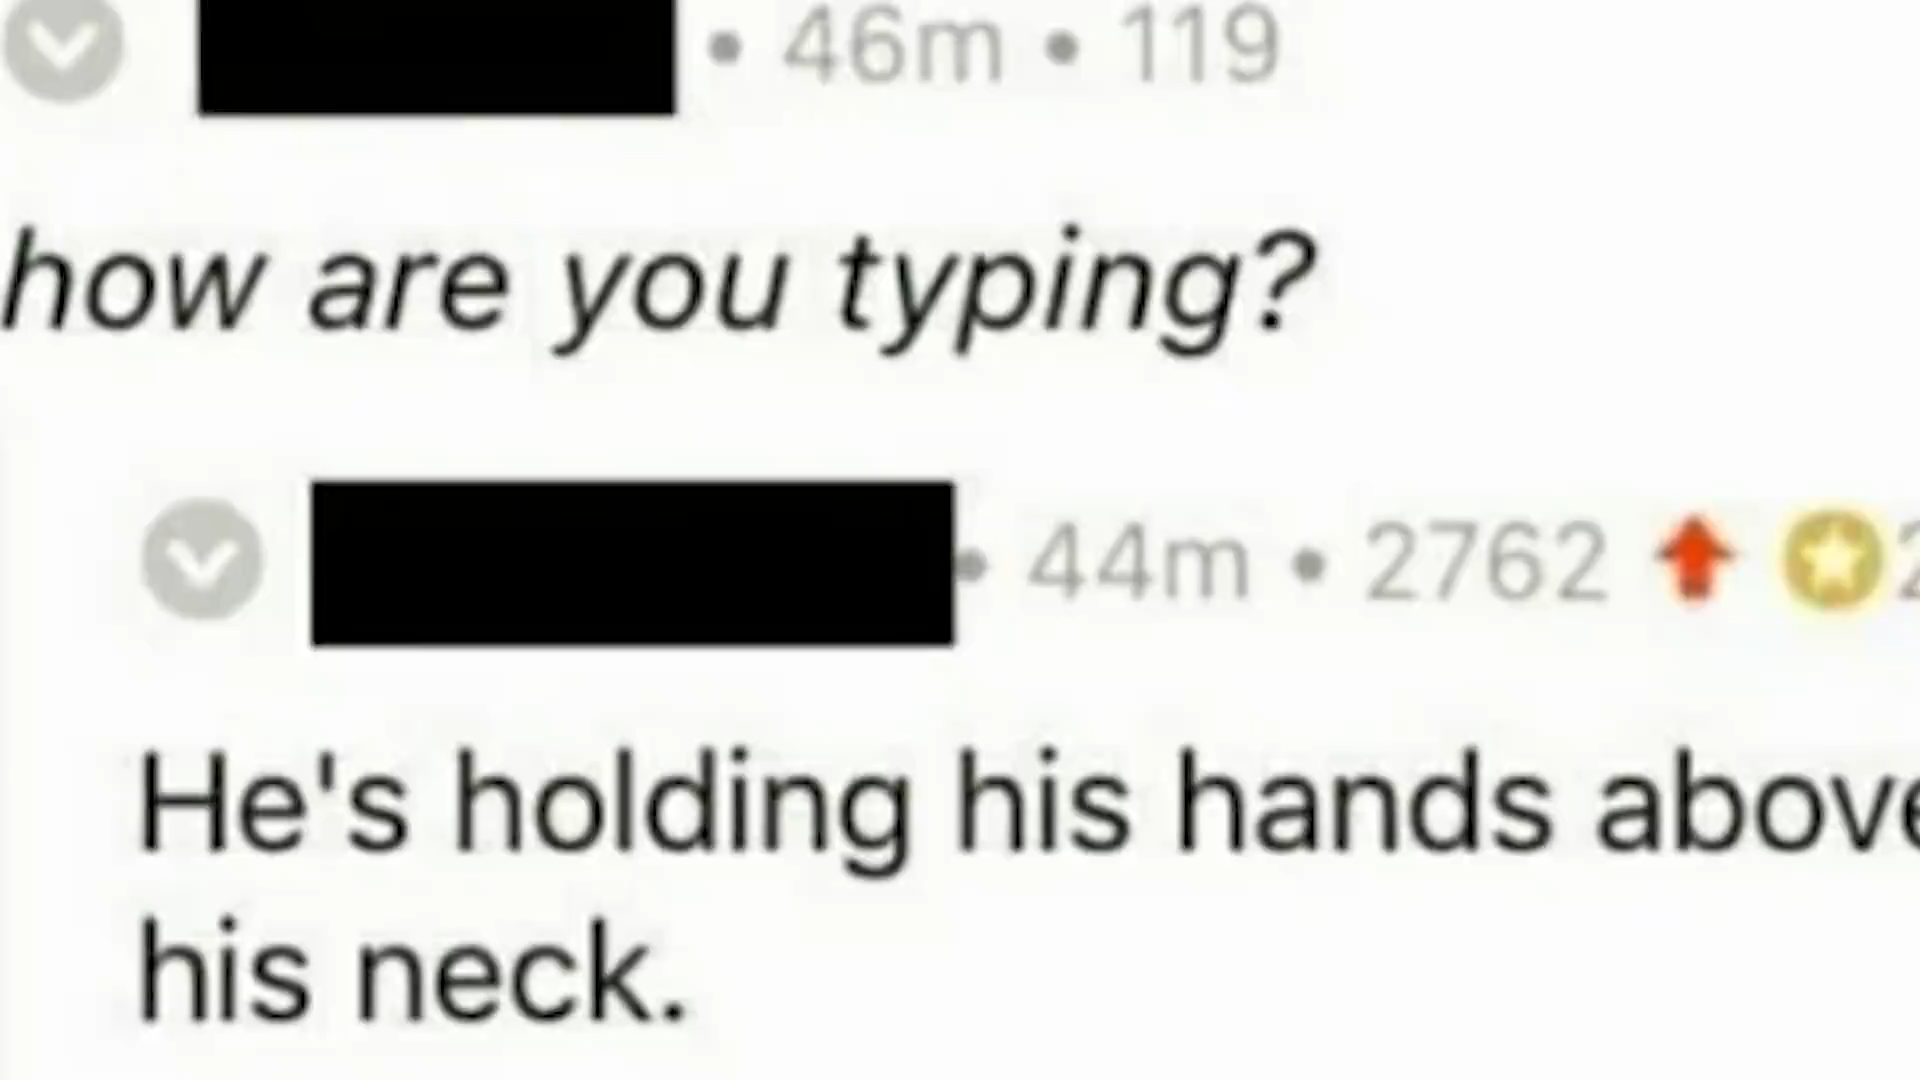 • 46m • 119
how are you typing?
• 44m • 2762
He's holding his hands above
his neck.